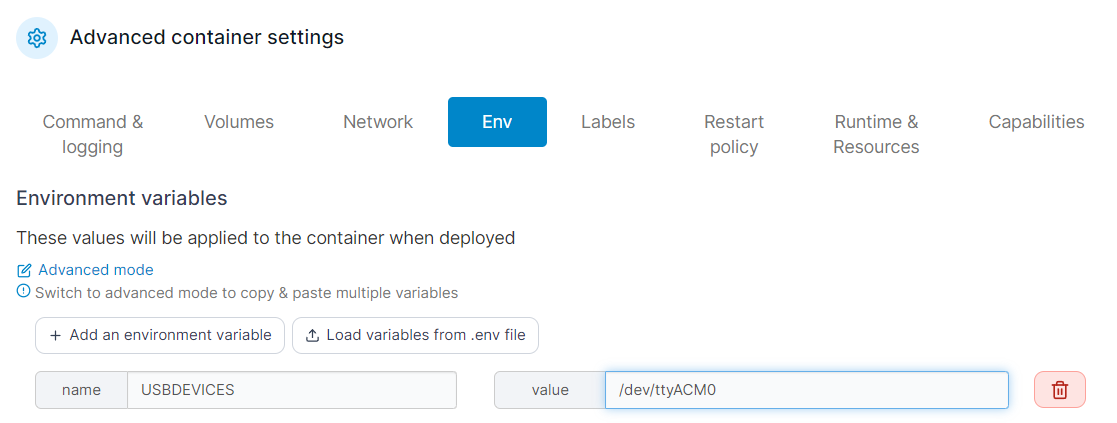 Advanced container settings
Command & logging
Volumes
Network
Env
Labels
Restart policy
Runtime & Resources
Capabilities
Environment variables
These values will be applied to the container when deployed
Advanced mode
Switch to advanced mode to copy & paste multiple variables
+ Add an environment variable
Load variables from .env file
name USBDEVICES value /dev/ttyACM0